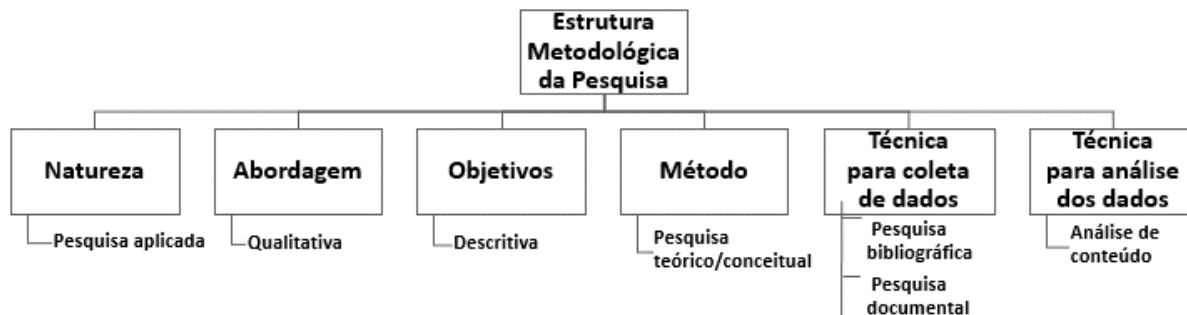 Estrutura
Metodológica
da Pesquisa
Natureza
Abordagem
Objetivos
Método
Técnica
para coleta
de dados
Técnica
para análise
dos dados
Pesquisa aplicada
Qualitativa
Descritiva
Pesquisa
teórico/conceitual
Pesquisa
bibliográfica
Pesquisa
documental
Análise de
conteúdo